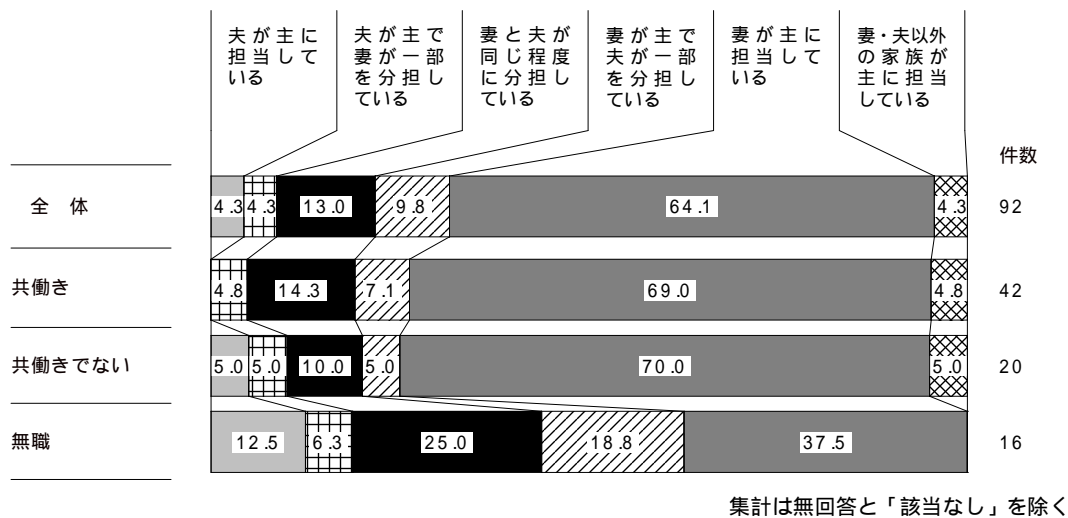 夫が主に
担当して
いる
夫が主で
妻が一部
を分担し
ている
妻と夫が
同じ程度
に分担し
ている
妻が主で
夫が一部
を分担し
ている
妻が主に
担当して
いる
妻・夫以外
の家族が
主に担当
している
件数
全 体
4.3 4.3 13.0 9.8 64.1 4.3 92
共働き
4.8 14.3 7.1 69.0 4.8 42
共働きでない
5.0 5.0 10.0 5.0 70.0 5.0 20
無職
12.5 6.3 25.0 18.8 37.5 16
集計は無回答と「該当なし」を除く